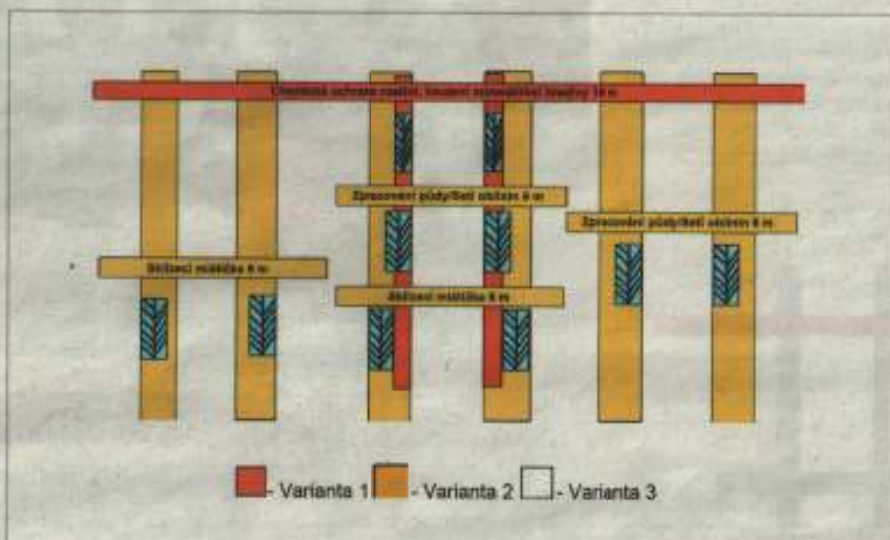 Chemická ochrana rostlin, hnojení minerálními hnojivy 18 m
Zpracování půdy/Setí obilnin 6 m
Zpracování půdy/Setí obilnin 6 m
Sklízecí mlátička 6 m
Sklízecí mlátička 6 m
- Varianta 1 - Varianta 2 - Varianta 3